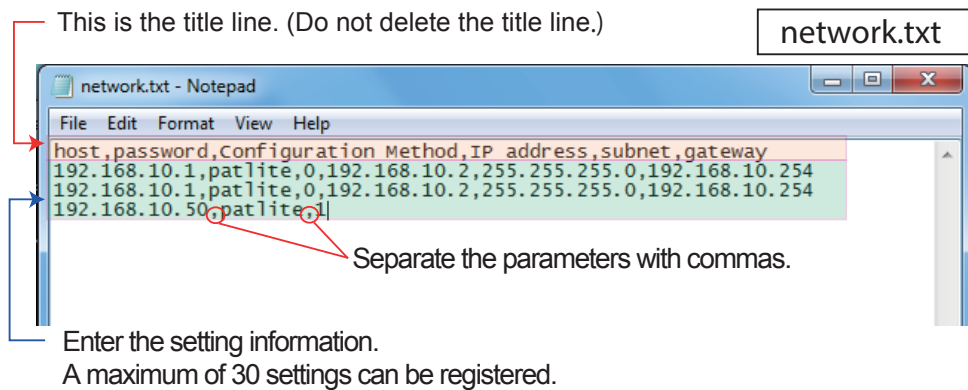 This is the title line. (Do not delete the title line.)
network.txt
network.txt - Notepad
File Edit Format View Help
host,password,Configuration Method,IP address,subnet,gateway
192.168.10.1,patlite,0,192.168.10.2,255.255.255.0,192.168.10.254
192.168.10.1,patlite,0,192.168.10.2,255.255.255.0,192.168.10.254
192.168.10.50,patlite,1
Separate the parameters with commas.
Enter the setting information.
A maximum of 30 settings can be registered.